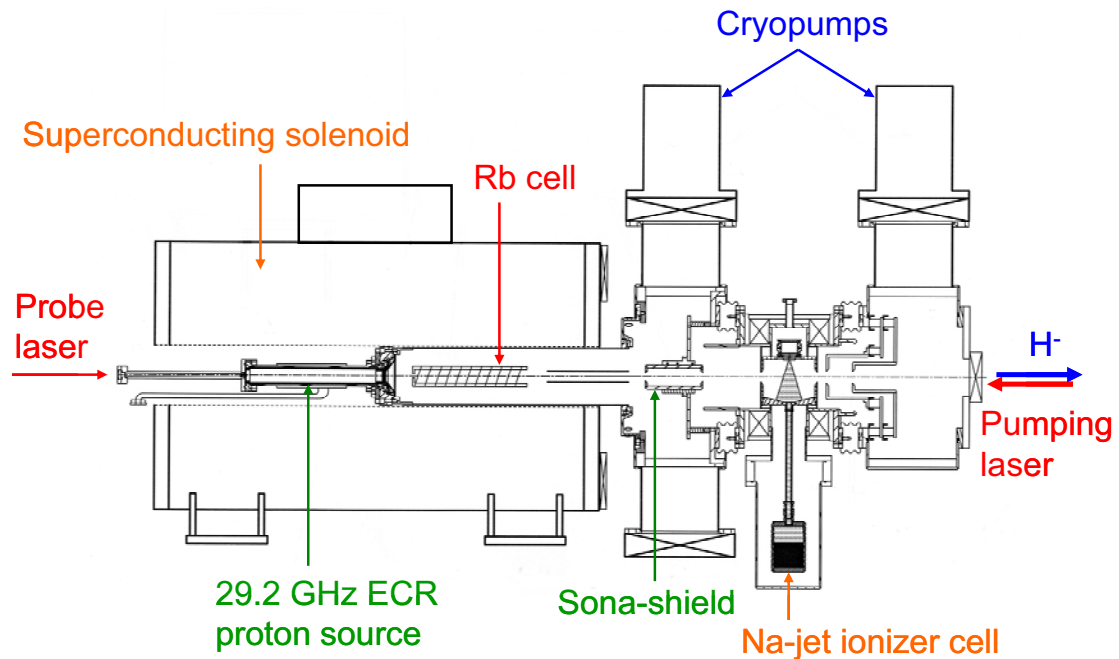 Cryopumps
Superconducting solenoid
Rb cell
Probe
laser
H-
Pumping
laser
29.2 GHz ECR
proton source
Sona-shield
Na-jet ionizer cell